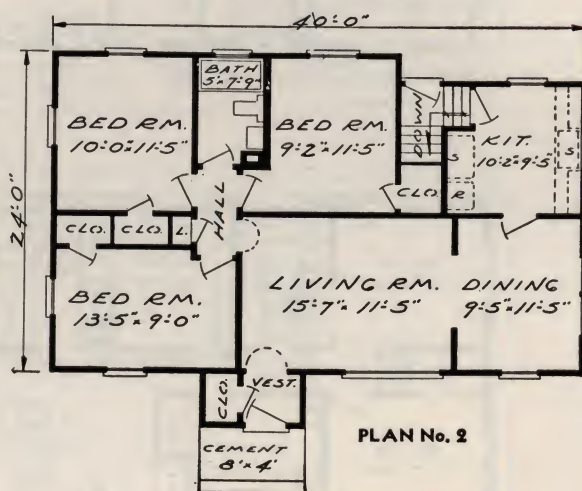 40'-0"
24'-0"
BATH
5'x7'-9"
BED RM.
10'-0"x11'-5"
BED RM.
9'-2"x11'-5"
DOWN
KIT.
10'-2"x9'-5"
S
S
R
CLO.
HALL
CLO.
CLO.
L.
BED RM.
13'-5"x9'-0"
LIVING RM.
15'-7"x11'-5"
DINING
9'-5"x11'-5"
CLO.
VEST.
CEMENT
8'x4'
PLAN No. 2